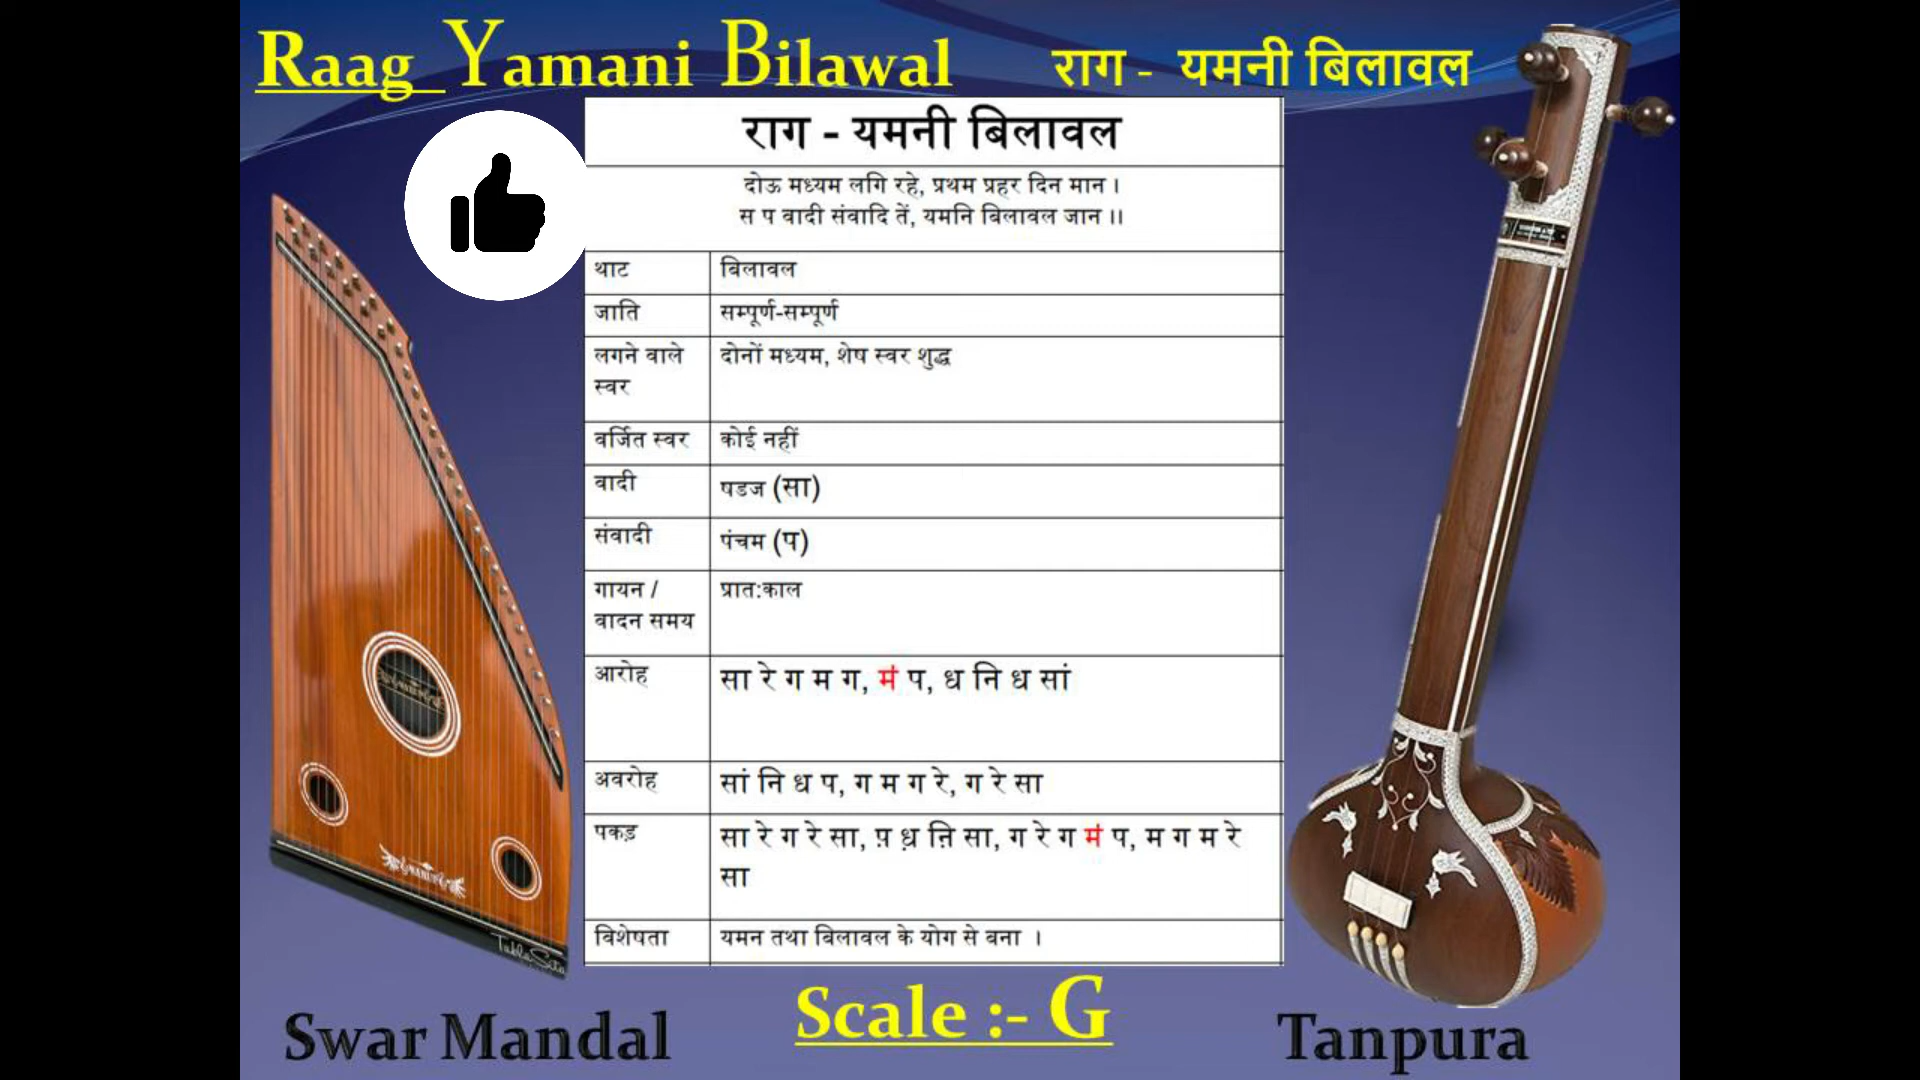 Raag Yamani Bilawal राग - यमनी बिलावल
राग - यमनी बिलावल
दोऊ मध्यम लगि रहे, प्रथम प्रहर दिन मान ।
स प वादी संवादि तें, यमनि बिलावल जान ।।
थाट बिलावल
जाति सम्पूर्ण-सम्पूर्ण
लगने वाले दोनों मध्यम, शेष स्वर शुद्ध
स्वर
वर्जित स्वर कोई नहीं
वादी षडज (सा)
संवादी पंचम (प)
गायन / प्रात:काल
वादन समय
आरोह सा रे ग म ग, म॑ प, ध नि ध सां
अवरोह सां नि ध प, ग म ग रे, ग रे सा
पकड़ सा रे ग रे सा, प़ ध़ नि़ सा, ग रे ग म॑ प, म ग म रे
सा
विशेषता यमन तथा बिलावल के योग से बना ।
Scale :- G
Swar Mandal
Tanpura